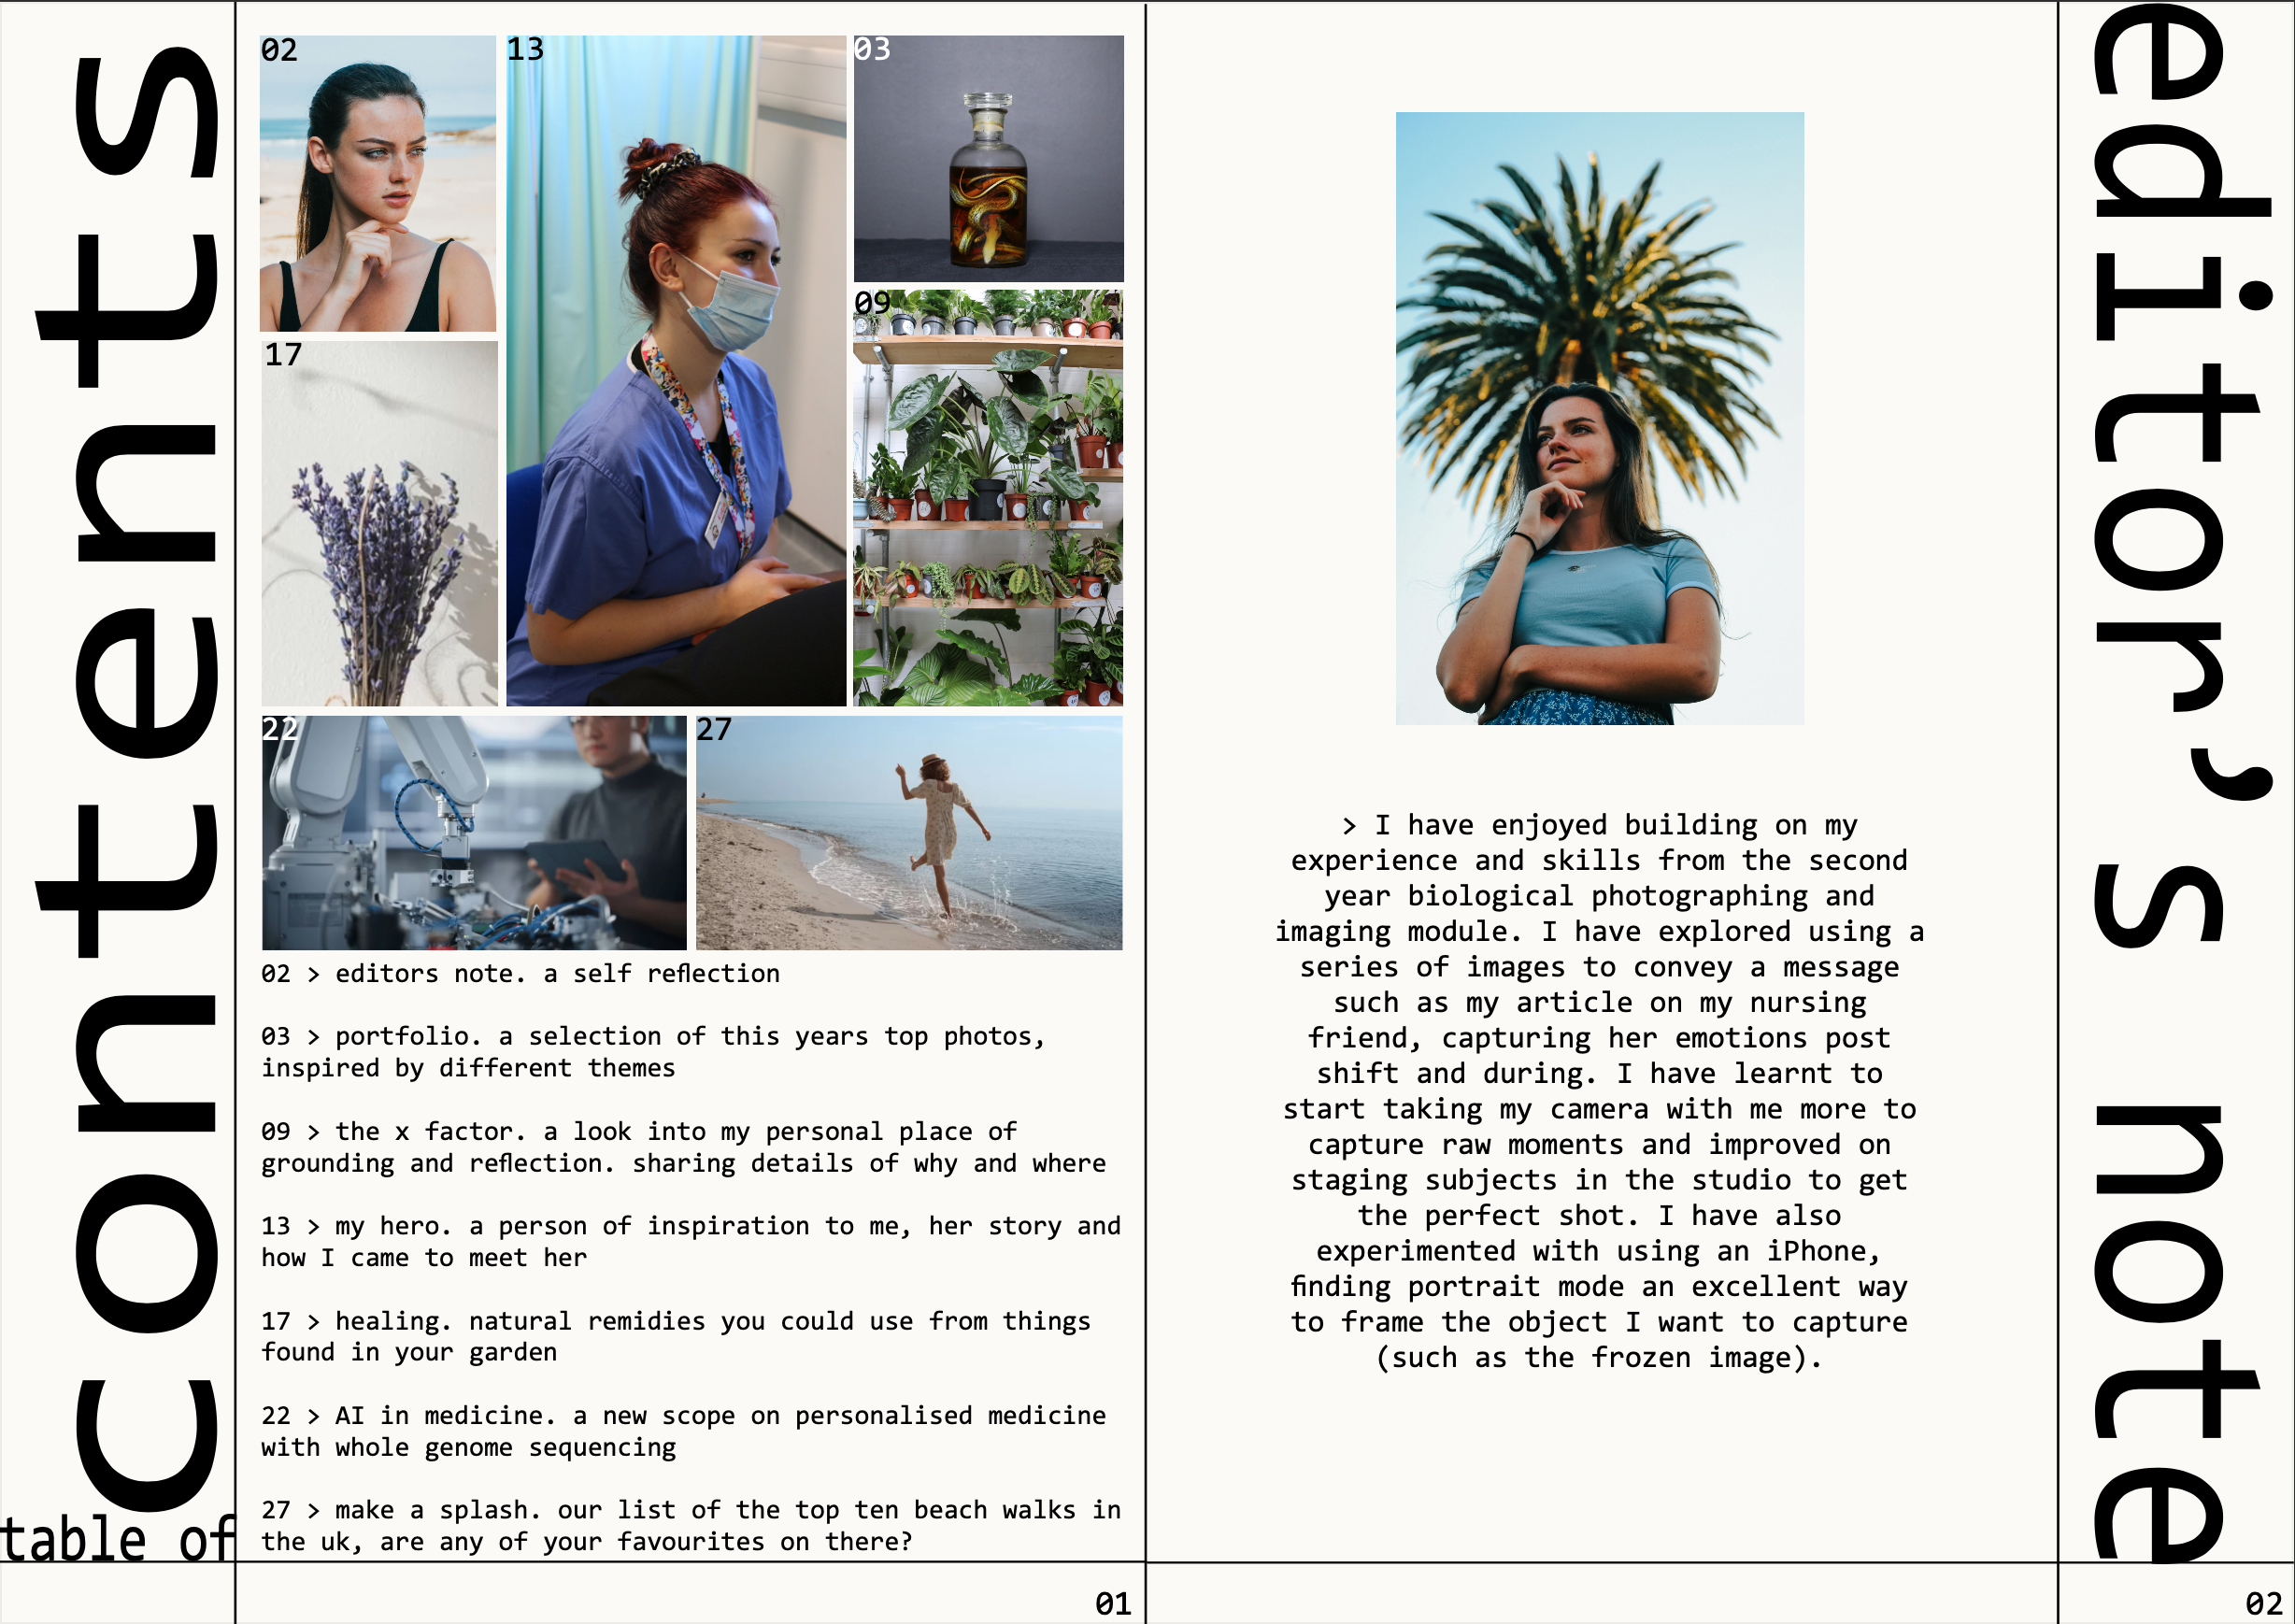 table of
contents
02
13
03
09
17
22
27
02 > editors note. a self reflection
03 > portfolio. a selection of this years top photos,
inspired by different themes
09 > the x factor. a look into my personal place of
grounding and reflection. sharing details of why and where
13 > my hero. a person of inspiration to me, her story and
how I came to meet her
17 > healing. natural remidies you could use from things
found in your garden
22 > AI in medicine. a new scope on personalised medicine
with whole genome sequencing
27 > make a splash. our list of the top ten beach walks in
the uk, are any of your favourites on there?
01
editor's note
> I have enjoyed building on my
experience and skills from the second
year biological photographing and
imaging module. I have explored using a
series of images to convey a message
such as my article on my nursing
friend, capturing her emotions post
shift and during. I have learnt to
start taking my camera with me more to
capture raw moments and improved on
staging subjects in the studio to get
the perfect shot. I have also
experimented with using an iPhone,
finding portrait mode an excellent way
to frame the object I want to capture
(such as the frozen image).
02